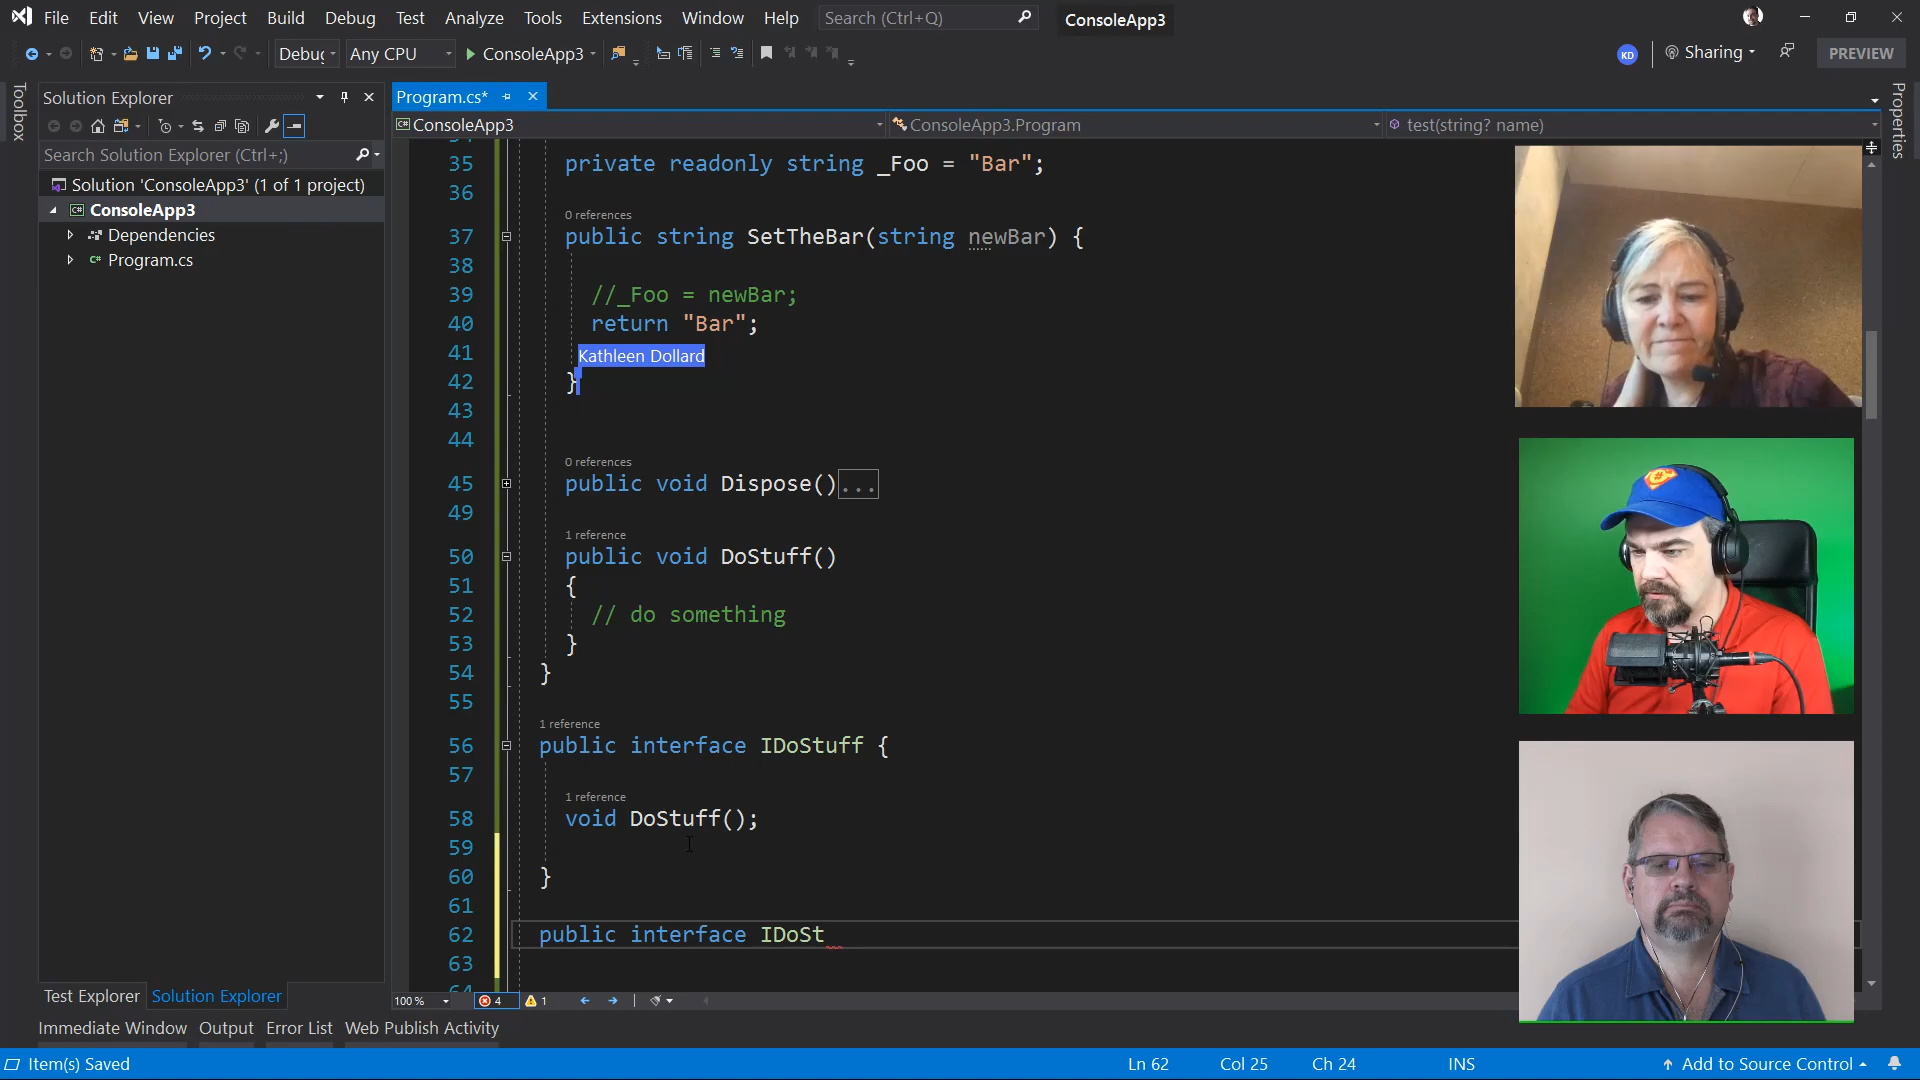 File Edit View Project Build Debug Test Analyze Tools Extensions Window Help Search (Ctrl+Q) ConsoleApp3
Debug Any CPU ConsoleApp3 KD Sharing PREVIEW
Toolbox
Solution Explorer
Search Solution Explorer (Ctrl+;)
Solution 'ConsoleApp3' (1 of 1 project)
ConsoleApp3
Dependencies
C# Program.cs
Program.cs*
C# ConsoleApp3 ConsoleApp3.Program test(string? name)
Properties
35 private readonly string _Foo = "Bar";
36
0 references
37 public string SetTheBar(string newBar) {
38
39 //_Foo = newBar;
40 return "Bar";
41 Kathleen Dollard
42 }
43
44
0 references
45 public void Dispose()...
49
1 reference
50 public void DoStuff()
51 {
52 // do something
53 }
54 }
55
1 reference
56 public interface IDoStuff {
57
1 reference
58 void DoStuff();
59
60 }
61
62 public interface IDoSt
63
64
100 % 4 1
Test Explorer Solution Explorer
Immediate Window Output Error List Web Publish Activity
Item(s) Saved Ln 62 Col 25 Ch 24 INS Add to Source Control